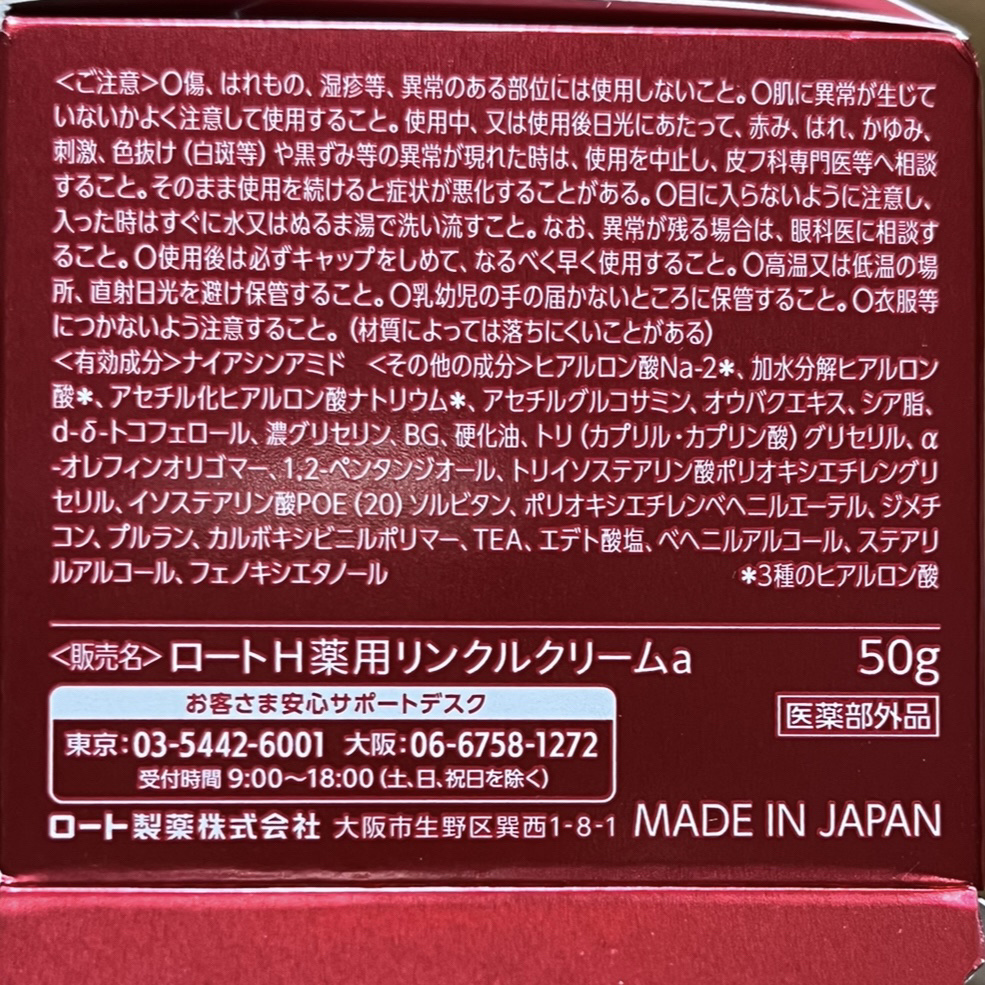 <ご注意>○傷、はれもの、湿疹等、異常のある部位には使用しないこと。○肌に異常が生じて
いないかよく注意して使用すること。使用中、又は使用後日光にあたって、赤み、はれ、かゆみ、
刺激、色抜け(白斑等)や黒ずみ等の異常が現れた時は、使用を中止し、皮フ科専門医等へ相談
すること。そのまま使用を続けると症状が悪化することがある。○目に入らないように注意し、
入った時はすぐに水又はぬるま湯で洗い流すこと。なお、異常が残る場合は、眼科医に相談す
ること。○使用後は必ずキャップをしめて、なるべく早く使用すること。○高温又は低温の場
所、直射日光を避け保管すること。○乳幼児の手の届かないところに保管すること。○衣服等
につかないよう注意すること。(材質によっては落ちにくいことがある)
<有効成分>ナイアシンアミド <その他の成分>ヒアルロン酸Na-2*、加水分解ヒアルロン
酸*、アセチル化ヒアルロン酸ナトリウム*、アセチルグルコサミン、オウバクエキス、シア脂、
d-δ-トコフェロール、濃グリセリン、BG、硬化油、トリ(カプリル・カプリン酸)グリセリル、α
-オレフィンオリゴマー、1,2-ペンタンジオール、トリイソステアリン酸ポリオキシエチレングリ
セリル、イソステアリン酸POE(20)ソルビタン、ポリオキシエチレンベヘニルエーテル、ジメチ
コン、プルラン、カルボキシビニルポリマー、TEA、エデト酸塩、ベヘニルアルコール、ステアリ
ルアルコール、フェノキシエタノール *3種のヒアルロン酸
<販売名>ロートH薬用リンクルクリームa 50g
医薬部外品
お客さま安心サポートデスク
東京:03-5442-6001 大阪:06-6758-1272
受付時間 9:00〜18:00(土、日、祝日を除く)
ロート製薬株式会社 大阪市生野区巽西1-8-1 MADE IN JAPAN